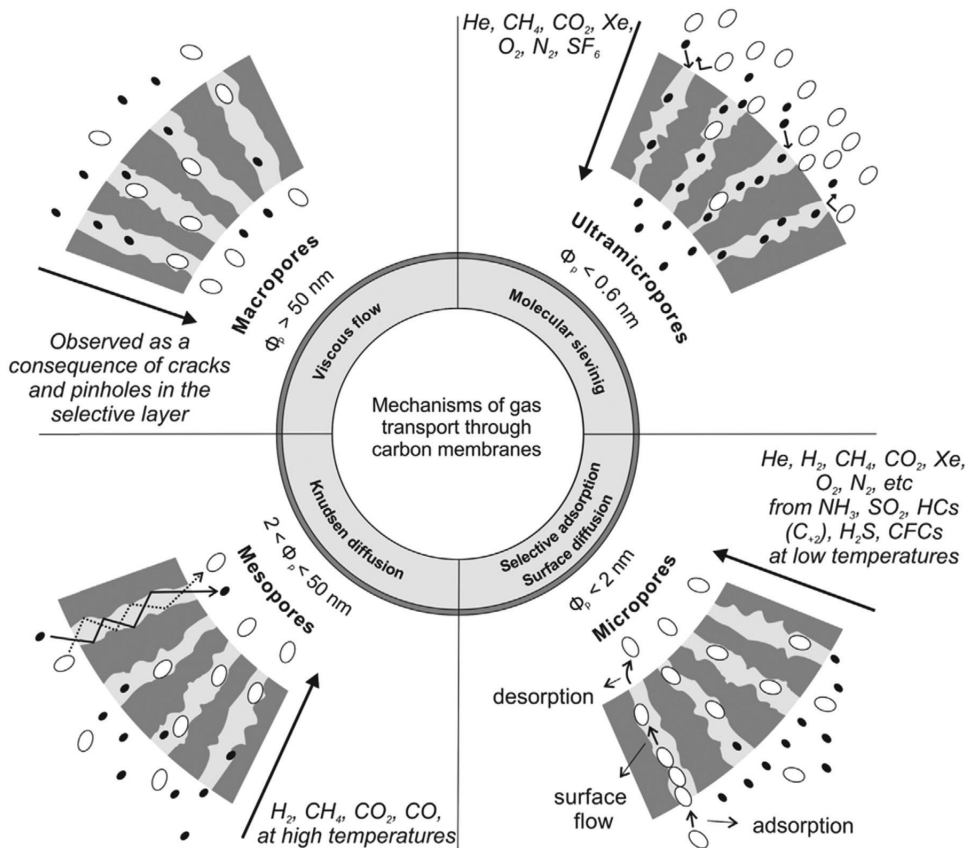 He, CH₄, CO₂, Xe,
O₂, N₂, SF₆
Macropores
Φₚ > 50 nm
Viscous flow
Observed as a
consequence of cracks
and pinholes in the
selective layer
Ultramicropores
Φₚ < 0.6 nm
Molecular sievinig
Mechanisms of gas
transport through
carbon membranes
Knudsen diffusion
2 < Φₚ < 50 nm
Mesopores
H₂, CH₄, CO₂, CO,
at high temperatures
Selective adsorption
Surface diffusion
Φₚ < 2 nm
Micropores
He, H₂, CH₄, CO₂, Xe,
O₂, N₂, etc
from NH₃, SO₂, HCs
(C₊₂), H₂S, CFCs
at low temperatures
desorption
surface
flow
adsorption